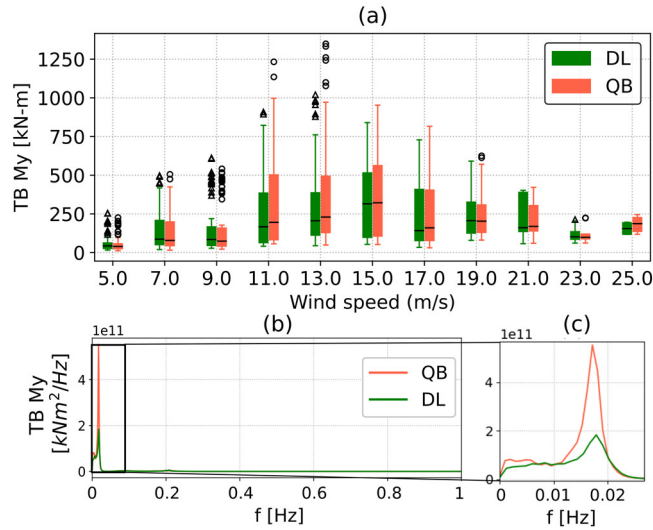 (a)
TB My [kN-m]
1250
1000
750
500
250
0
DL
QB
5.0 7.0 9.0 11.0 13.0 15.0 17.0 19.0 21.0 23.0 25.0
Wind speed (m/s)
(b)
1e11
TB My
[kNm²/Hz]
4
2
0
QB
DL
0 0.2 0.4 0.6 0.8 1
f [Hz]
(c)
1e11
4
2
0
0 0.01 0.02
f [Hz]